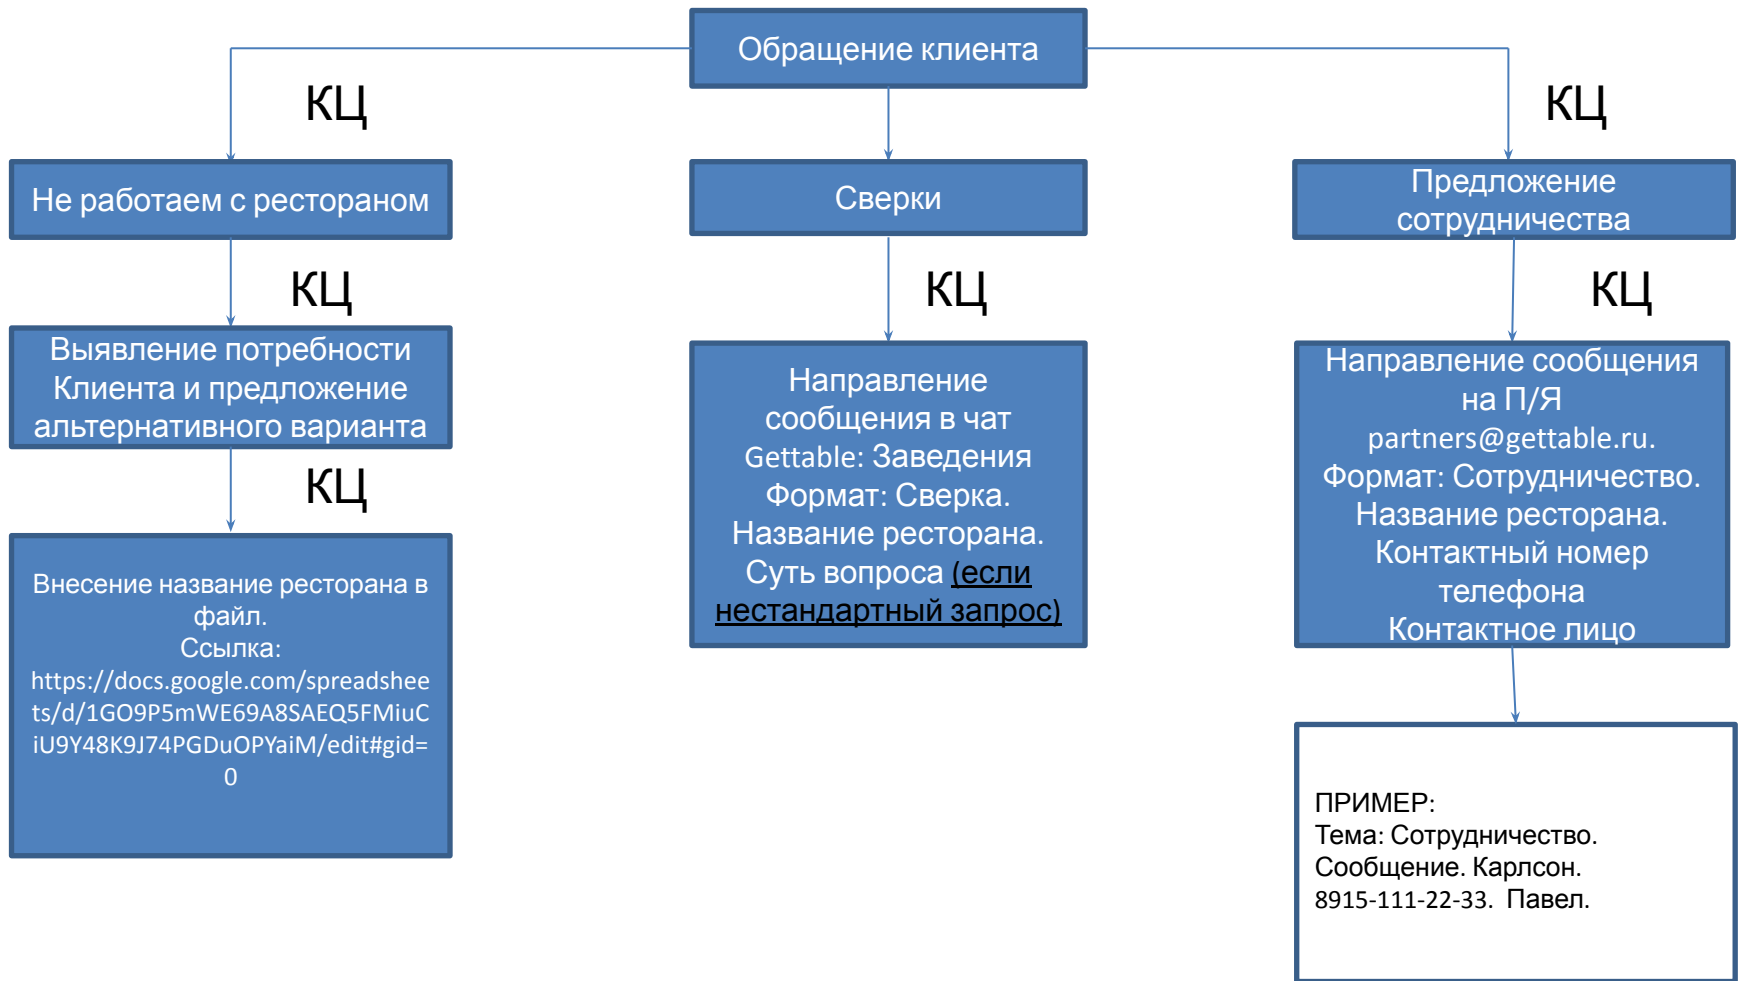 Обращение клиента
КЦ
КЦ
Не работаем с рестораном
Сверки
Предложение
сотрудничества
КЦ
КЦ
КЦ
Выявление потребности
Клиента и предложение
альтернативного варианта
КЦ
Внесение название ресторана в
файл.
Ссылка:
https://docs.google.com/spreadshee
ts/d/1GO9P5mWE69A8SAEQ5FMiuC
iU9Y48K9J74PGDuOPYaiM/edit#gid=
0
Направление
сообщения в чат
Gettable: Заведения
Формат: Сверка.
Название ресторана.
Суть вопроса (если
нестандартный запрос)
Направление сообщения
на П/Я
partners@gettable.ru.
Формат: Сотрудничество.
Название ресторана.
Контактный номер
телефона
Контактное лицо
ПРИМЕР:
Тема: Сотрудничество.
Сообщение. Карлсон.
8915-111-22-33.  Павел.